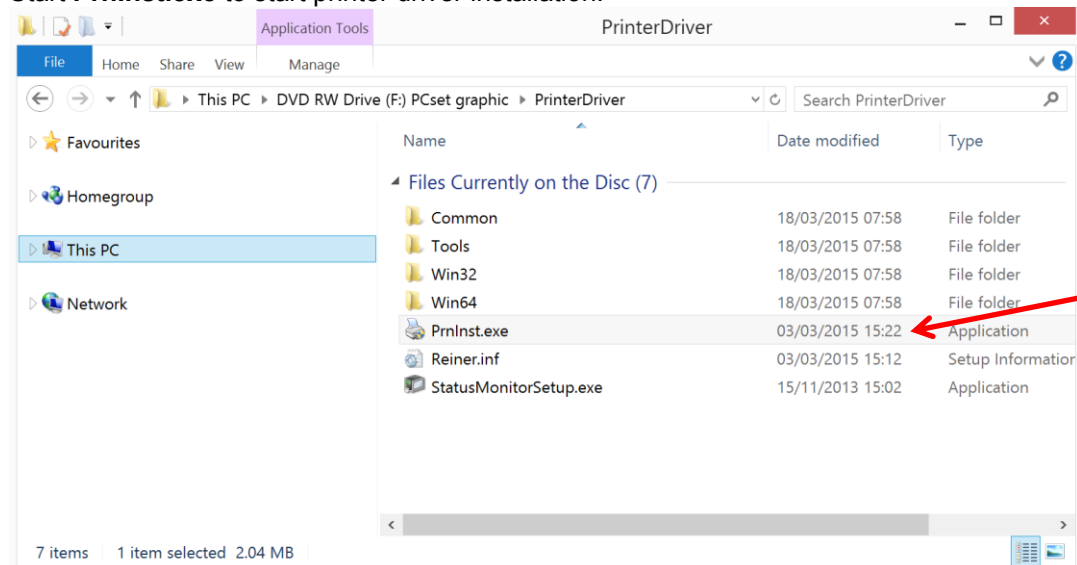 to start printer driver installation.
Application Tools PrinterDriver
File Home Share View Manage
This PC DVD RW Drive (F:) PCset graphic PrinterDriver Search PrinterDriver
Favourites Name Date modified Type
Files Currently on the Disc (7)
Homegroup
Common 18/03/2015 07:58 File folder
This PC Tools 18/03/2015 07:58 File folder
Win32 18/03/2015 07:58 File folder
Network Win64 18/03/2015 07:58 File folder
PrnInst.exe 03/03/2015 15:22 Application
Reiner.inf 03/03/2015 15:12 Setup Information
StatusMonitorSetup.exe 15/11/2013 15:02 Application
7 items 1 item selected 2.04 MB